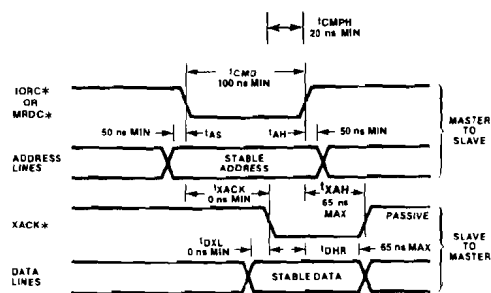 tCMPH
20 ns MIN
tCMD
100 ns MIN
IORC*
OR
MRDC*
50 ns MIN
tAS
tAH
50 ns MIN
MASTER
TO
SLAVE
ADDRESS
LINES
STABLE
ADDRESS
tXACK
0 ns MIN
tXAH
65 ns
MAX
PASSIVE
XACK*
SLAVE
TO
MASTER
tDXL
0 ns MIN
tDHR
65 ns MAX
DATA
LINES
STABLE DATA